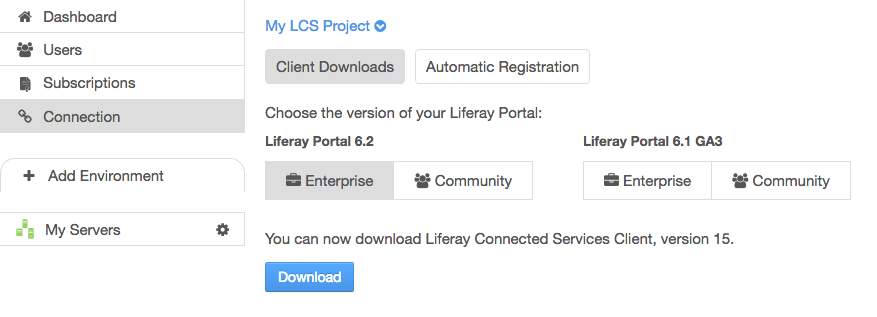 Dashboard
Users
Subscriptions
Connection
Add Environment
My Servers
My LCS Project
Client Downloads Automatic Registration
Choose the version of your Liferay Portal:
Liferay Portal 6.2 Liferay Portal 6.1 GA3
Enterprise Community Enterprise Community
You can now download Liferay Connected Services Client, version 15.
Download